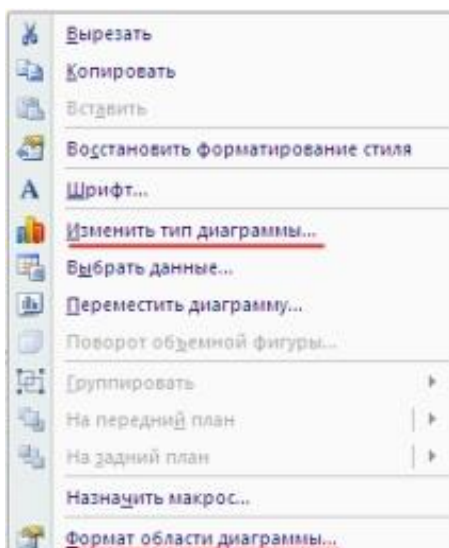 Вырезать
Копировать
Вставить
Восстановить форматирование стиля
Шрифт...
Изменить тип диаграммы...
Выбрать данные...
Переместить диаграмму...
Поворот объемной фигуры...
Группировать
На передний план
На задний план
Назначить макрос...
Формат области диаграммы...